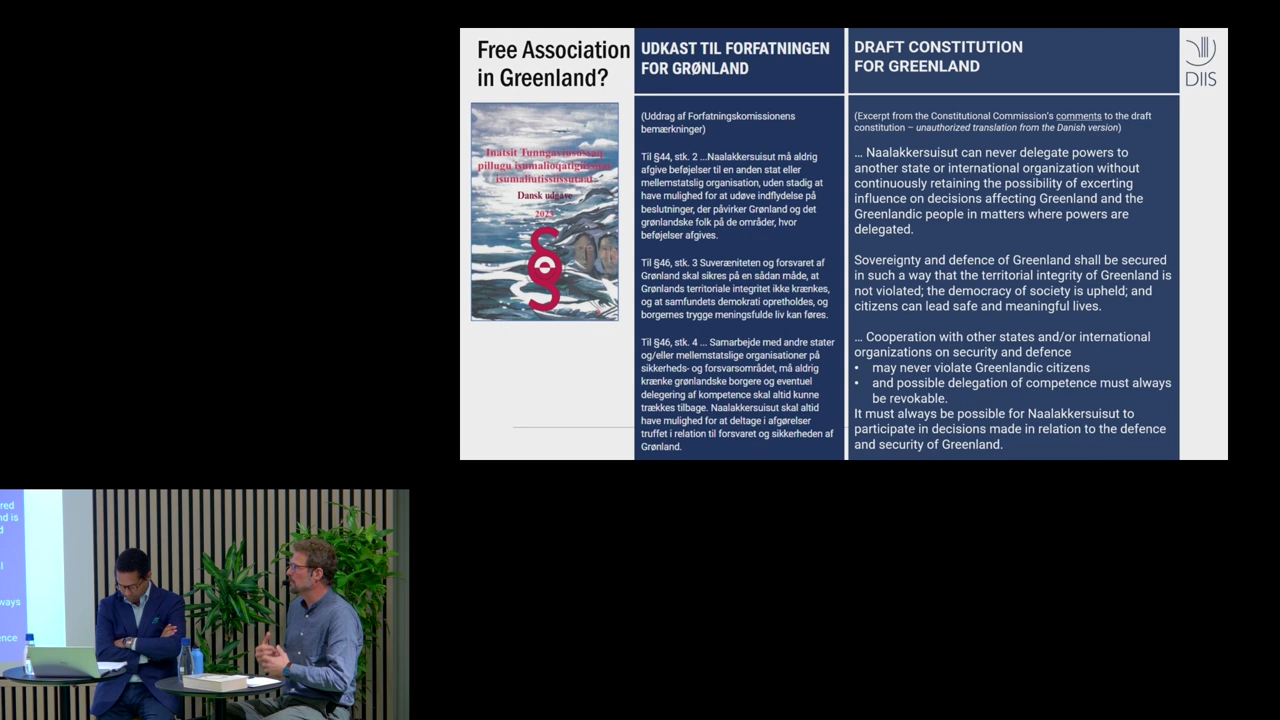 Free Association
in Greenland?
Inatsit Tunngaviusussaq
pillugu isumalioqatigiissitat
isumaliutissiissutaat
Dansk udgave
2023
UDKAST TIL FORFATNINGEN
FOR GRØNLAND
(Uddrag af Forfatningskomissionens
bemærkninger)
Til §44, stk. 2 ...Naalakkersuisut må aldrig
afgive beføjelser til en anden stat eller
mellemstatslig organisation, uden stadig at
have mulighed for at udøve indflydelse på
beslutninger, der påvirker Grønland og det
grønlandske folk på de områder, hvor
beføjelser afgives.
Til §46, stk. 3 Suveræniteten og forsvaret af
Grønland skal sikres på en sådan måde, at
Grønlands territoriale integritet ikke krænkes,
og at samfundets demokrati opretholdes, og
borgernes trygge meningsfulde liv kan føres.
Til §46, stk. 4 ... Samarbejde med andre stater
og/eller mellemstatslige organisationer på
sikkerheds- og forsvarsområdet, må aldrig
krænke grønlandske borgere og eventuel
delegering af kompetence skal altid kunne
trækkes tilbage. Naalakkersuisut skal altid
have mulighed for at deltage i afgørelser
truffet i relation til forsvaret og sikkerheden af
Grønland.
DRAFT CONSTITUTION
FOR GREENLAND
(Excerpt from the Constitutional Commission's comments to the draft
constitution – unauthorized translation from the Danish version)
... Naalakkersuisut can never delegate powers to
another state or international organization without
continuously retaining the possibility of excerting
influence on decisions affecting Greenland and the
Greenlandic people in matters where powers are
delegated.
Sovereignty and defence of Greenland shall be secured
in such a way that the territorial integrity of Greenland is
not violated; the democracy of society is upheld; and
citizens can lead safe and meaningful lives.
... Cooperation with other states and/or international
organizations on security and defence
• may never violate Greenlandic citizens
• and possible delegation of competence must always
be revokable.
It must always be possible for Naalakkersuisut to
participate in decisions made in relation to the defence
and security of Greenland.
DIIS
red
nd is
d
l
ways
ence